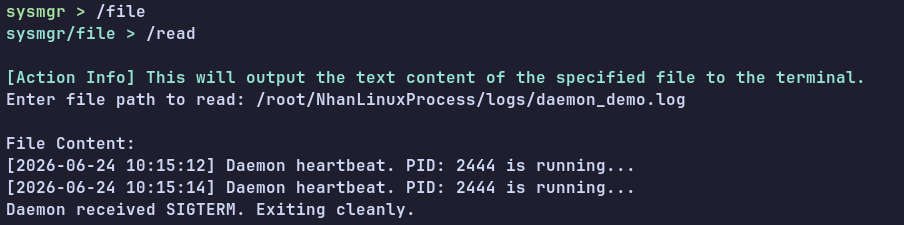 sysmgr > /file
sysmgr/file > /read
[Action Info] This will output the text content of the specified file to the terminal.
Enter file path to read: /root/NhanLinuxProcess/logs/daemon_demo.log
File Content:
[2026-06-24 10:15:12] Daemon heartbeat. PID: 2444 is running...
[2026-06-24 10:15:14] Daemon heartbeat. PID: 2444 is running...
Daemon received SIGTERM. Exiting cleanly.